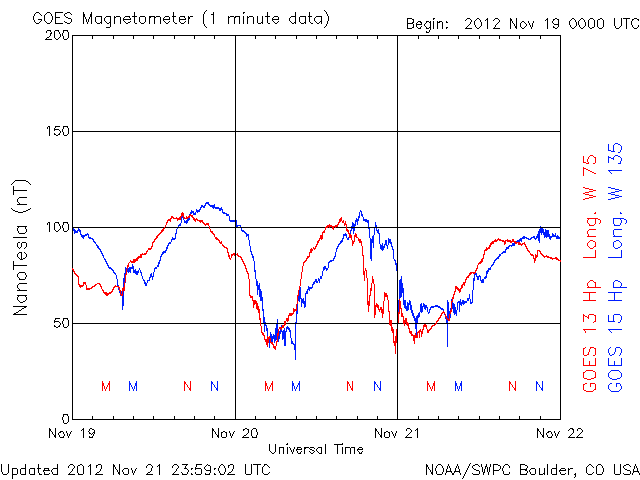 GOES Magnetometer (1 minute data)
Begin: 2012 Nov 19 0000 UTC
200
150
100
50
0
NanoTesla (nT)
M M N N M M N N M M N N
Nov 19 Nov 20 Nov 21 Nov 22
Universal Time
GOES 13 Hp Long. W 75
GOES 15 Hp Long. W 135
Updated 2012 Nov 21 23:59:02 UTC
NOAA/SWPC Boulder, CO USA